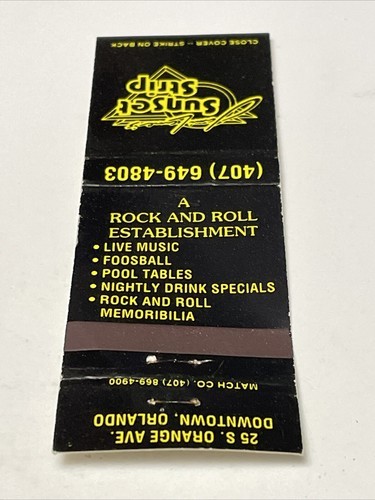 CLOSE COVER — STRIKE ON BACK
Sunset
Strip
(407) 649-4803
A
ROCK AND ROLL
ESTABLISHMENT
• LIVE MUSIC
• FOOSBALL
• POOL TABLES
• NIGHTLY DRINK SPECIALS
• ROCK AND ROLL
MEMORIBILIA
MATCH CO. (407) 869-4900
25 S. ORANGE AVE.
DOWNTOWN, ORLANDO